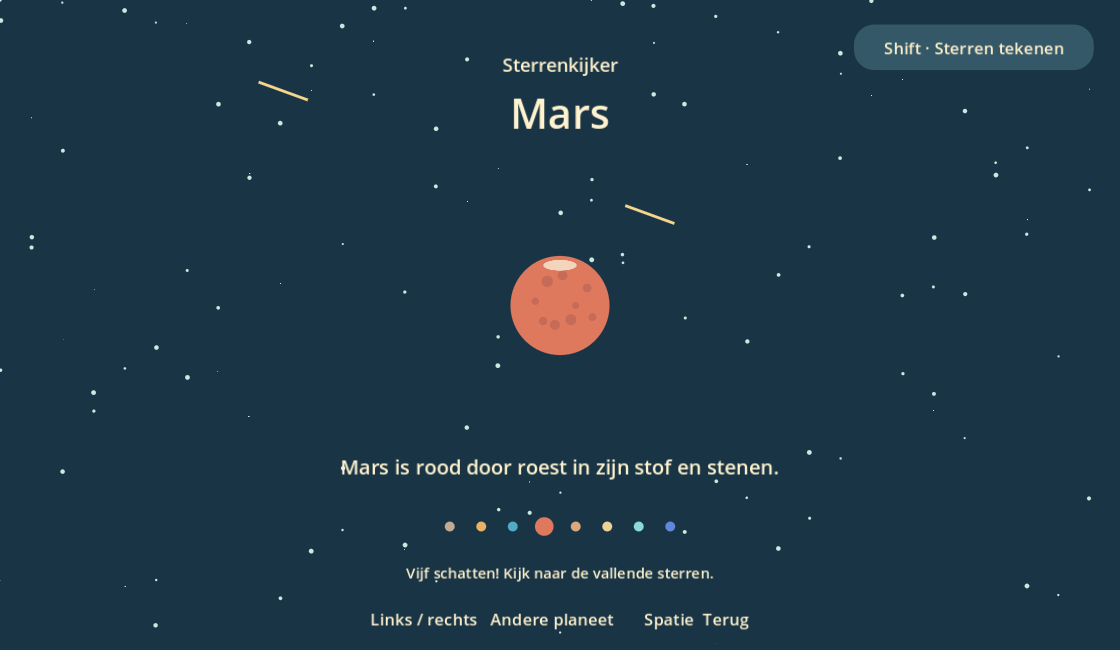 Shift · Sterren tekenen
Sterrenkijker
Mars
Mars is rood door roest in zijn stof en stenen.
Vijf schatten! Kijk naar de vallende sterren.
Links / rechts Andere planeet Spatie Terug